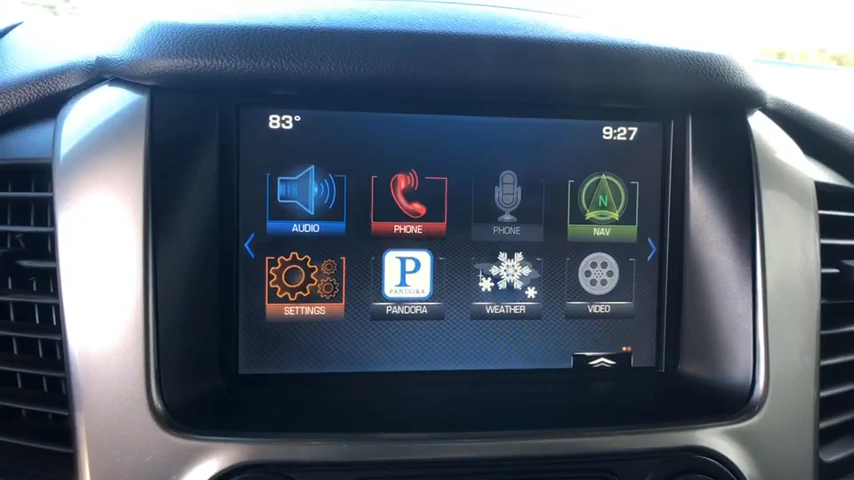 83°
9:27
AUDIO
PHONE
PHONE
N
NAV
SETTINGS
P
PANDORA
PANDORA
WEATHER
VIDEO